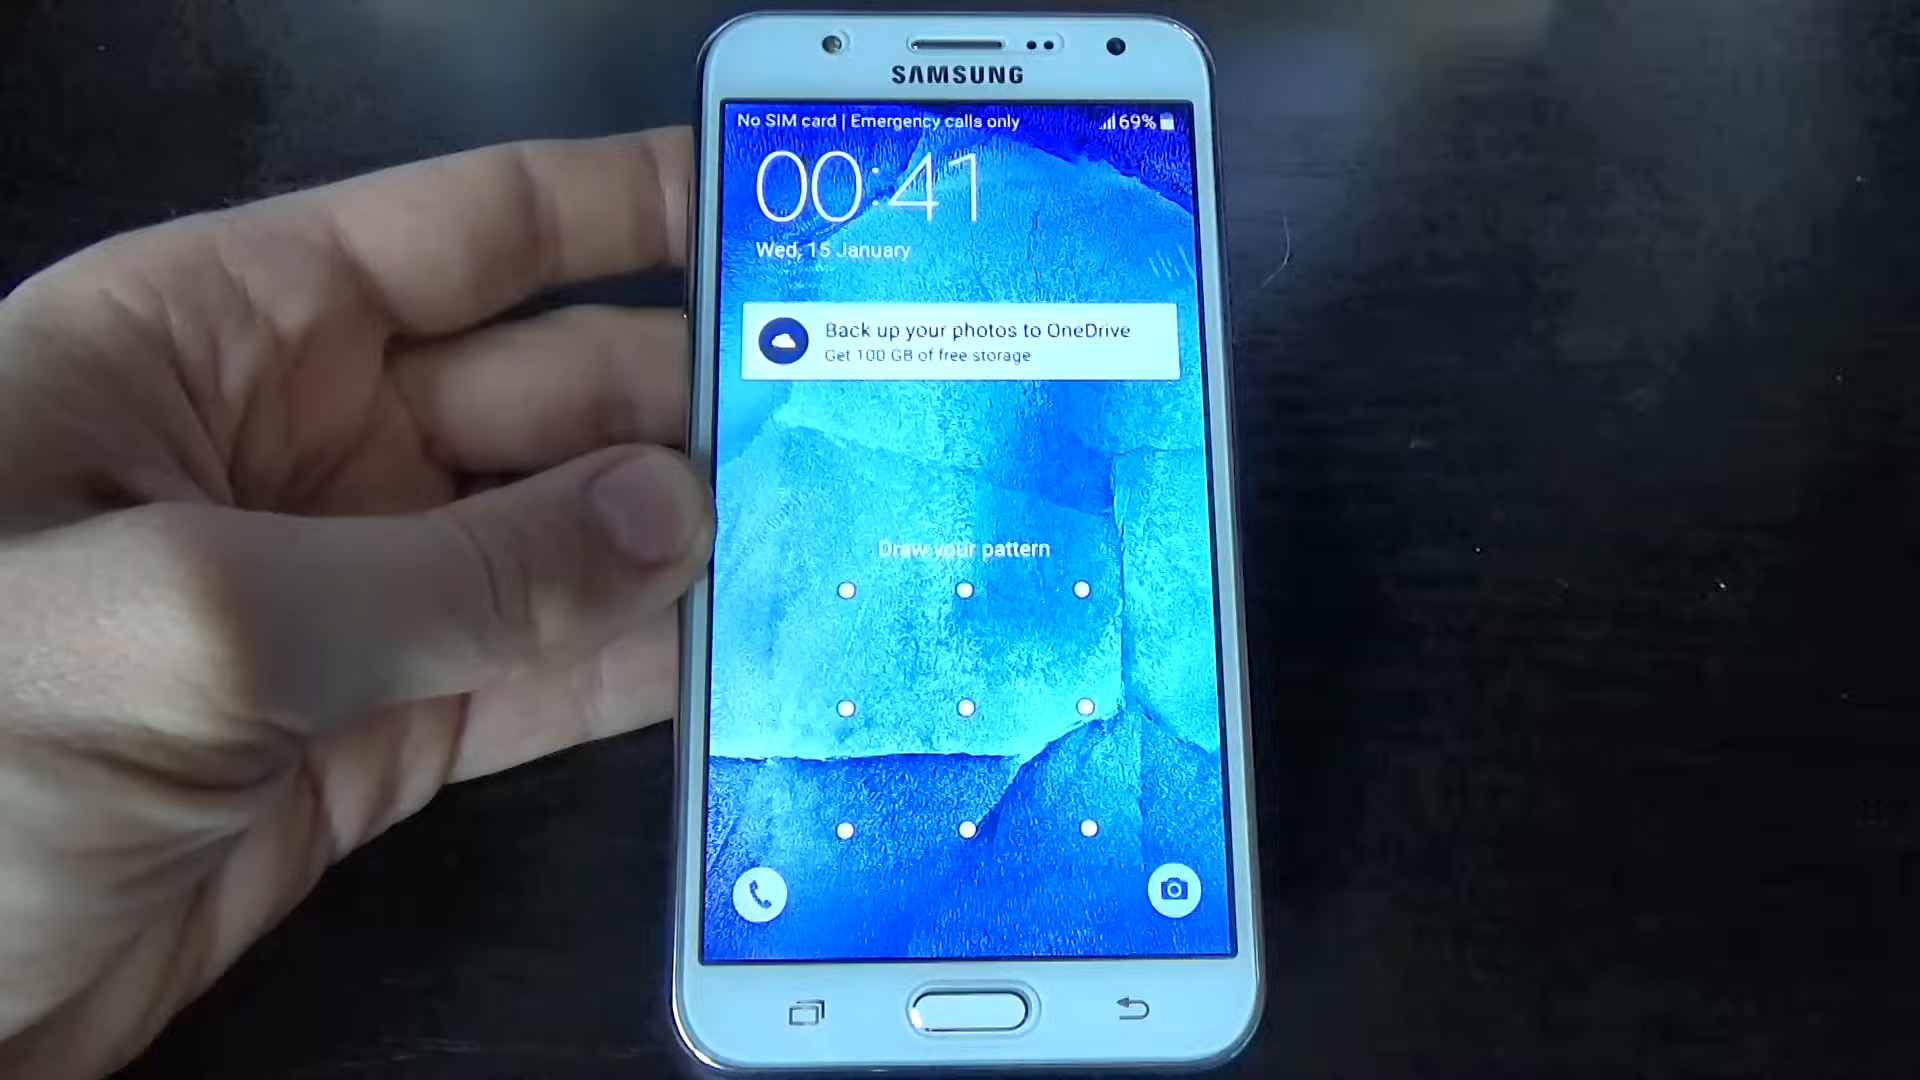 SAMSUNG
No SIM card | Emergency calls only 69%
00:41
Wed, 15 January
Back up your photos to OneDrive
Get 100 GB of free storage
Draw your pattern